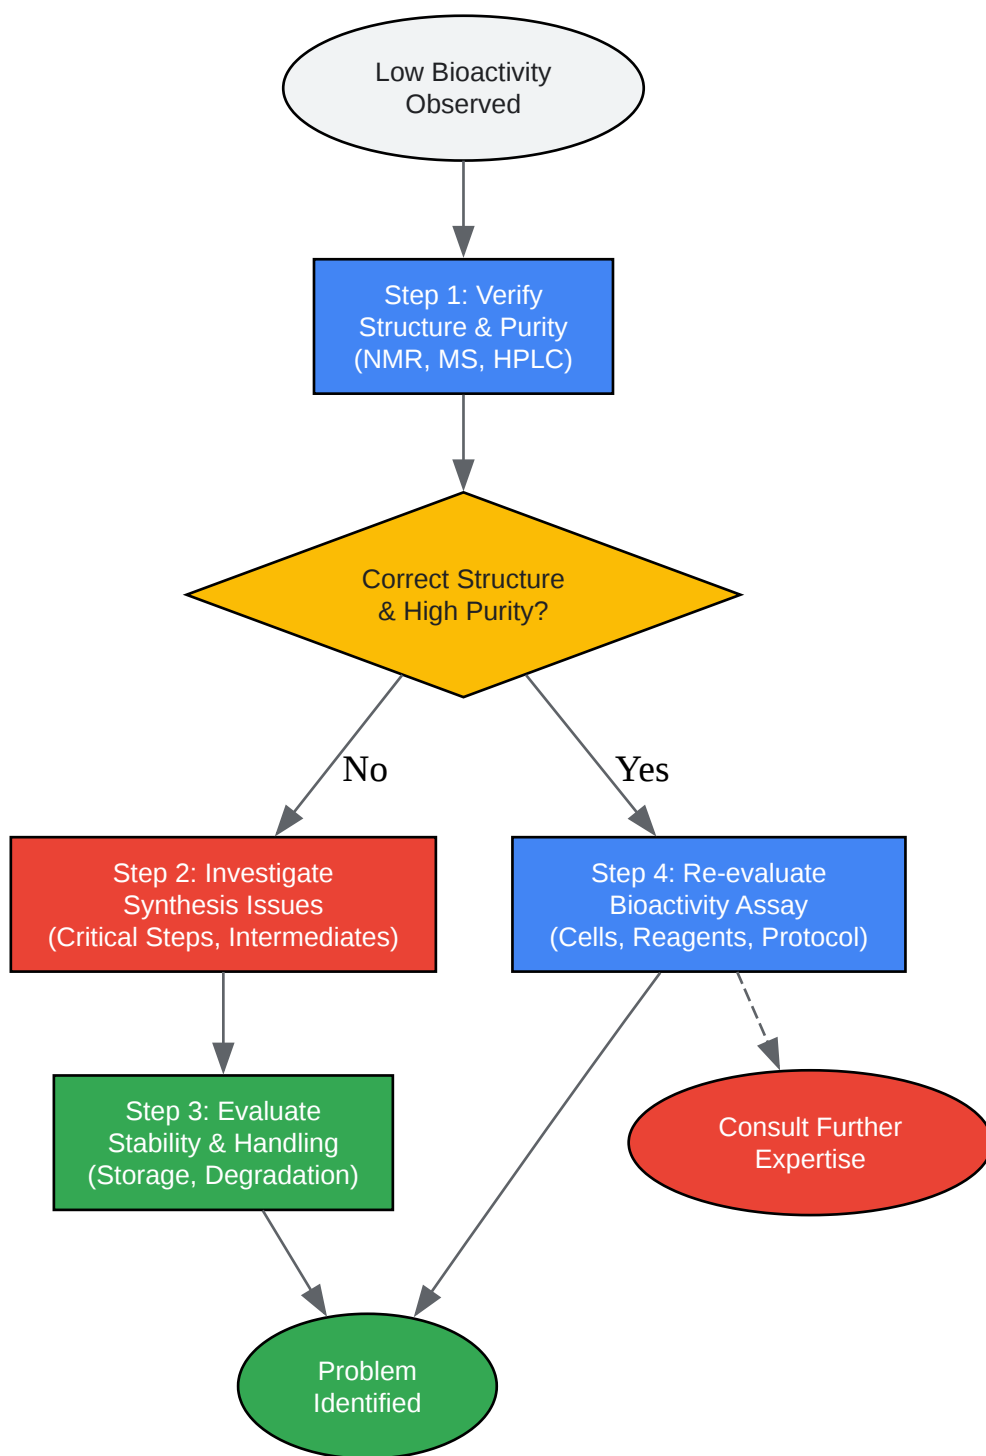 Low Bioactivity
Observed
Step 1: Verify
Structure & Purity
(NMR, MS, HPLC)
Correct Structure
& High Purity?
No
Yes
Step 2: Investigate
Synthesis Issues
(Critical Steps, Intermediates)
Step 4: Re-evaluate
Bioactivity Assay
(Cells, Reagents, Protocol)
Step 3: Evaluate
Stability & Handling
(Storage, Degradation)
Consult Further
Expertise
Problem
Identified